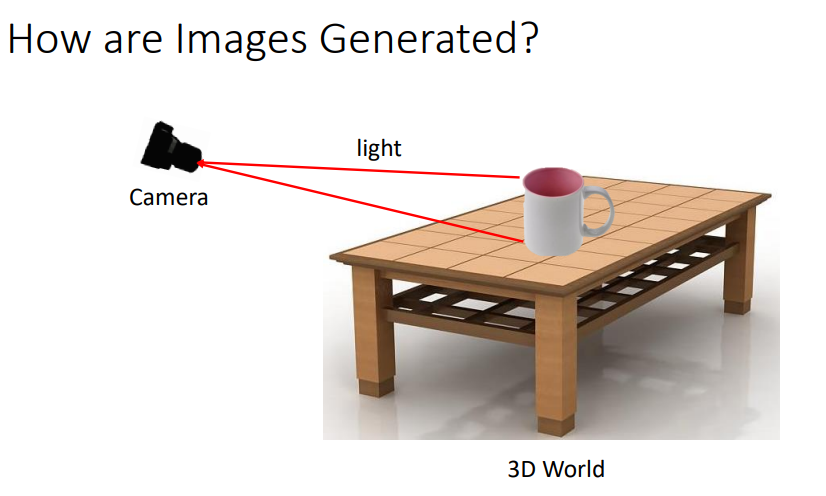 How are Images Generated?
light
Camera
3D World